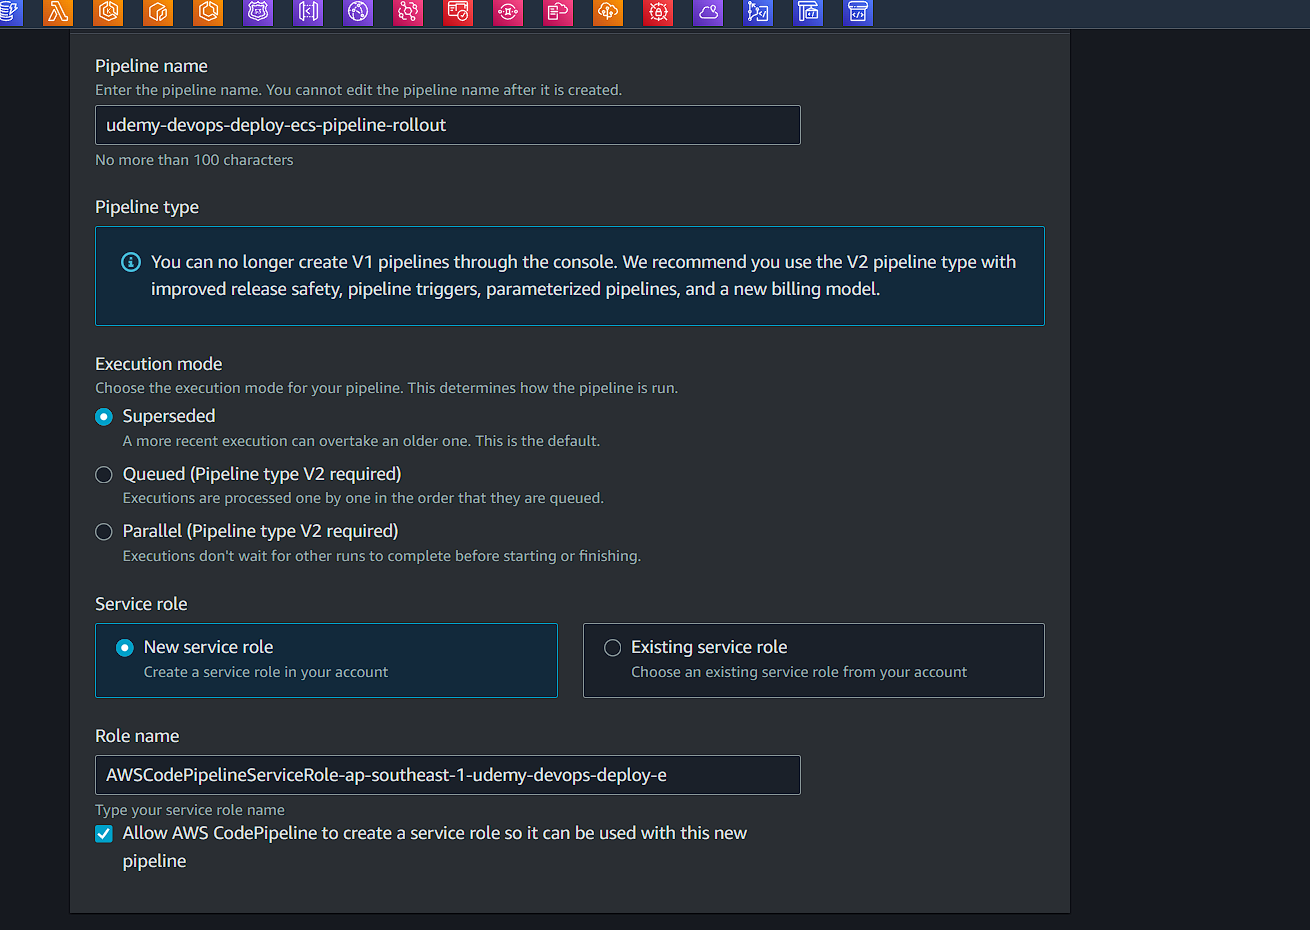 Pipeline name
Enter the pipeline name. You cannot edit the pipeline name after it is created.
udemy-devops-deploy-ecs-pipeline-rollout
No more than 100 characters
Pipeline type
You can no longer create V1 pipelines through the console. We recommend you use the V2 pipeline type with
improved release safety, pipeline triggers, parameterized pipelines, and a new billing model.
Execution mode
Choose the execution mode for your pipeline. This determines how the pipeline is run.
Superseded
A more recent execution can overtake an older one. This is the default.
Queued (Pipeline type V2 required)
Executions are processed one by one in the order that they are queued.
Parallel (Pipeline type V2 required)
Executions don't wait for other runs to complete before starting or finishing.
Service role
New service role
Create a service role in your account
Existing service role
Choose an existing service role from your account
Role name
AWSCodePipelineServiceRole-ap-southeast-1-udemy-devops-deploy-e
Type your service role name
Allow AWS CodePipeline to create a service role so it can be used with this new
pipeline